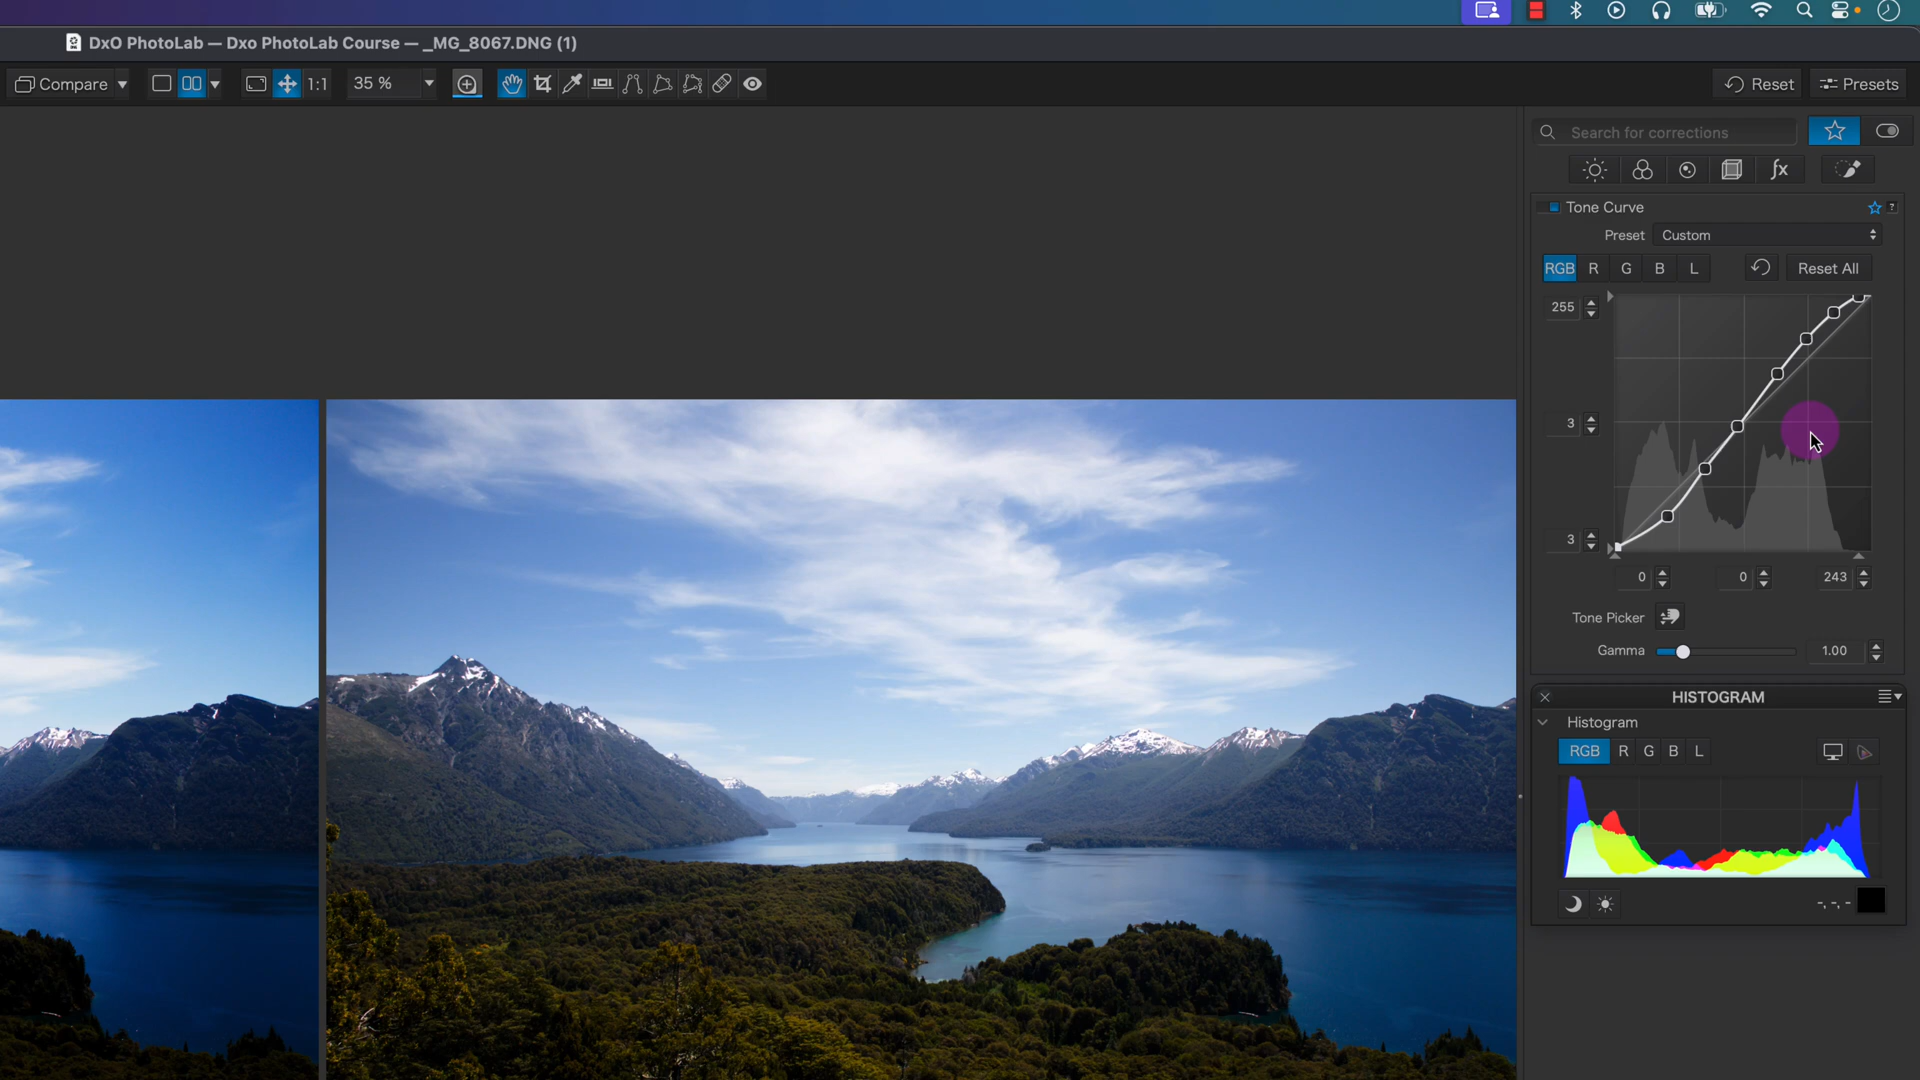 DxO PhotoLab — Dxo PhotoLab Course — _MG_8067.DNG (1)
Compare 1:1 35 % Reset Presets
Search for corrections
fx
Tone Curve ?
Preset Custom
RGB R G B L Reset All
255
3
3
0 0 243
Tone Picker
Gamma 1.00
HISTOGRAM
Histogram
RGB R G B L
-,-,-